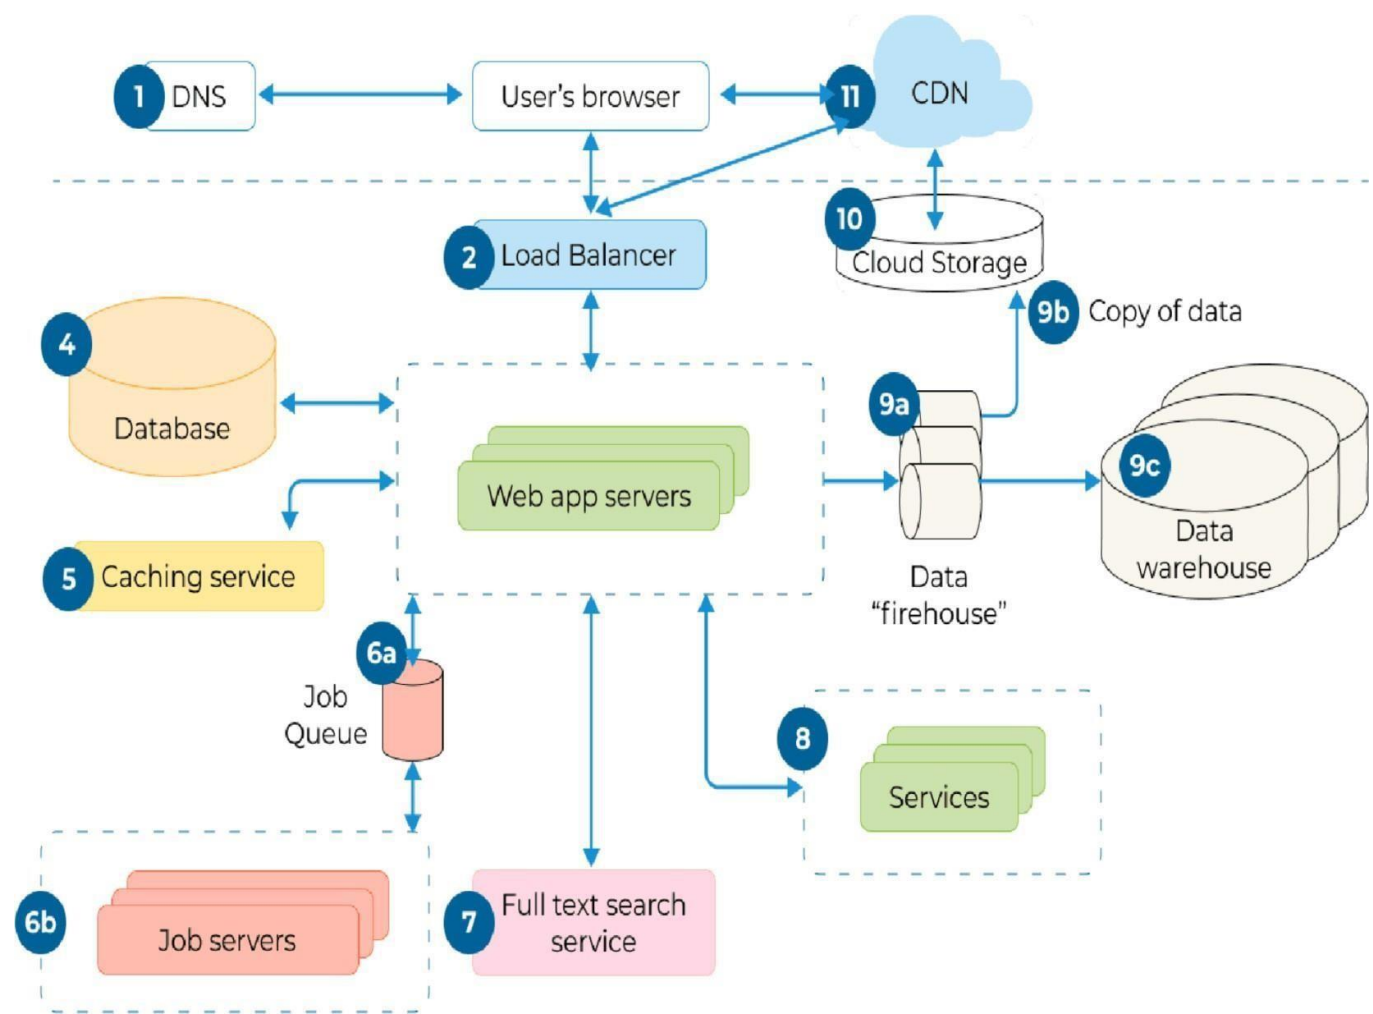 1 DNS
User's browser
11 CDN
10
Cloud Storage
2 Load Balancer
9b Copy of data
4
Database
9a
9c
Web app servers
Data
warehouse
Data
“firehouse”
5 Caching service
6a
Job
Queue
8
Services
6b
Job servers
7
Full text search
service